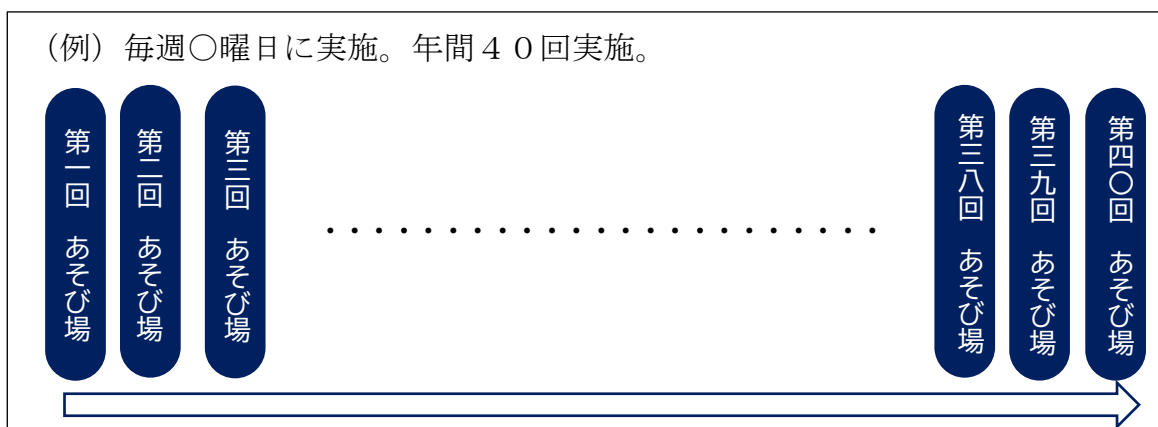 （例）毎週〇曜日に実施。年間４０回実施。
第一回　あそび場
第二回　あそび場
第三回　あそび場
・・・・・・・・・・・・・・・・・・・・・・・
第三八回　あそび場
第三九回　あそび場
第四〇回　あそび場